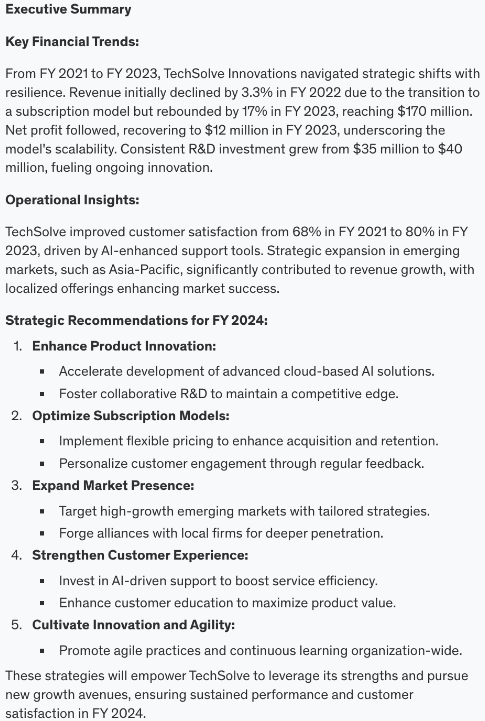 Executive Summary
Key Financial Trends:
From FY 2021 to FY 2023, TechSolve Innovations navigated strategic shifts with
resilience. Revenue initially declined by 3.3% in FY 2022 due to the transition to
a subscription model but rebounded by 17% in FY 2023, reaching $170 million.
Net profit followed, recovering to $12 million in FY 2023, underscoring the
model's scalability. Consistent R&D investment grew from $35 million to $40
million, fueling ongoing innovation.
Operational Insights:
TechSolve improved customer satisfaction from 68% in FY 2021 to 80% in FY
2023, driven by AI-enhanced support tools. Strategic expansion in emerging
markets, such as Asia-Pacific, significantly contributed to revenue growth, with
localized offerings enhancing market success.
Strategic Recommendations for FY 2024:
1. Enhance Product Innovation:
▪ Accelerate development of advanced cloud-based AI solutions.
▪ Foster collaborative R&D to maintain a competitive edge.
2. Optimize Subscription Models:
▪ Implement flexible pricing to enhance acquisition and retention.
▪ Personalize customer engagement through regular feedback.
3. Expand Market Presence:
▪ Target high-growth emerging markets with tailored strategies.
▪ Forge alliances with local firms for deeper penetration.
4. Strengthen Customer Experience:
▪ Invest in AI-driven support to boost service efficiency.
▪ Enhance customer education to maximize product value.
5. Cultivate Innovation and Agility:
▪ Promote agile practices and continuous learning organization-wide.
These strategies will empower TechSolve to leverage its strengths and pursue
new growth avenues, ensuring sustained performance and customer
satisfaction in FY 2024.